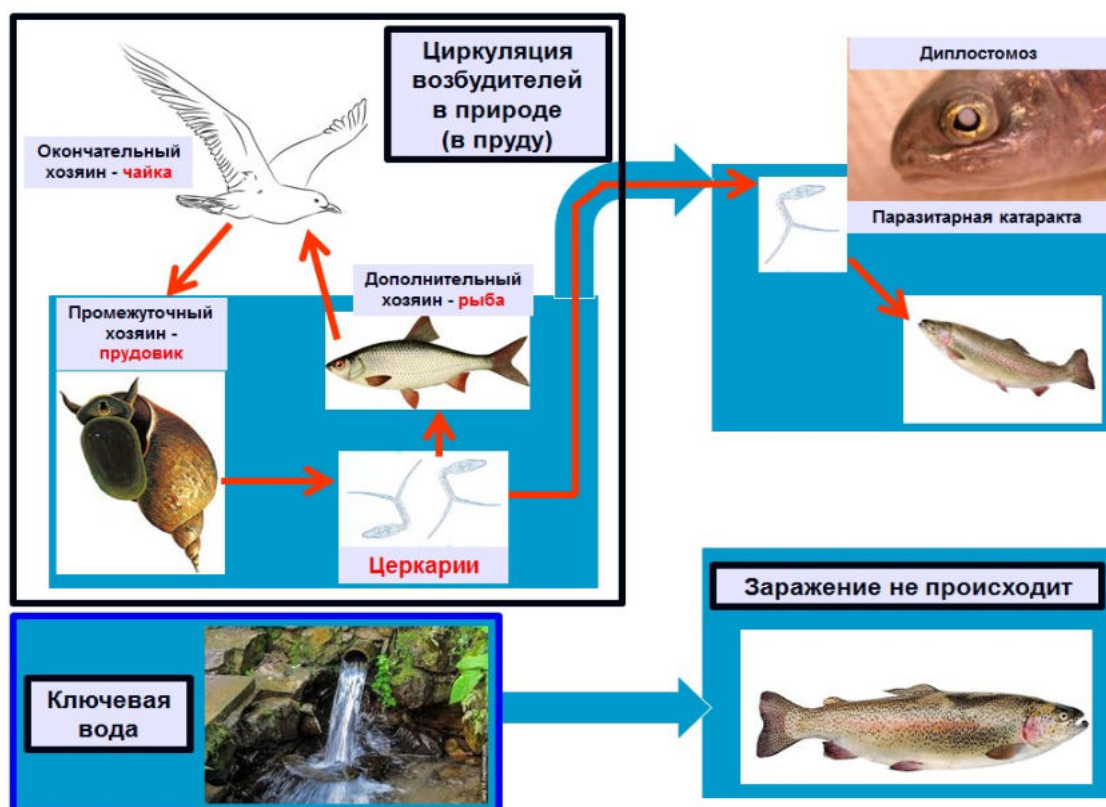 Циркуляция
возбудителей
в природе
(в пруду)
Окончательный
хозяин - чайка
Промежуточный
хозяин -
прудовик
Дополнительный
хозяин - рыба
Церкарии
Диплостомоз
Паразитарная катаракта
Ключевая
вода
Заражение не происходит